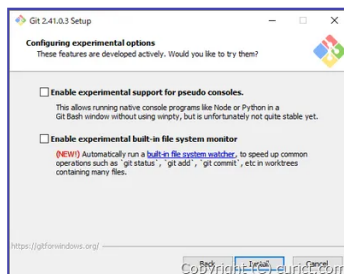 Git 2.41.0.3 Setup
Configuring experimental options
These features are developed actively. Would you like to try them?
Enable experimental support for pseudo consoles.
This allows running native console programs like Node or Python in a
Git Bash window without using winpty, but is unfortunately not quite stable yet.
Enable experimental built-in file system monitor
(NEW!) Automatically run a built-in file system watcher, to speed up common
operations such as `git status`, `git add`, `git commit`, etc in worktrees
containing many files.
https://gitforwindows.org/
Back Install Cancel
Copyright (C) eurict.com